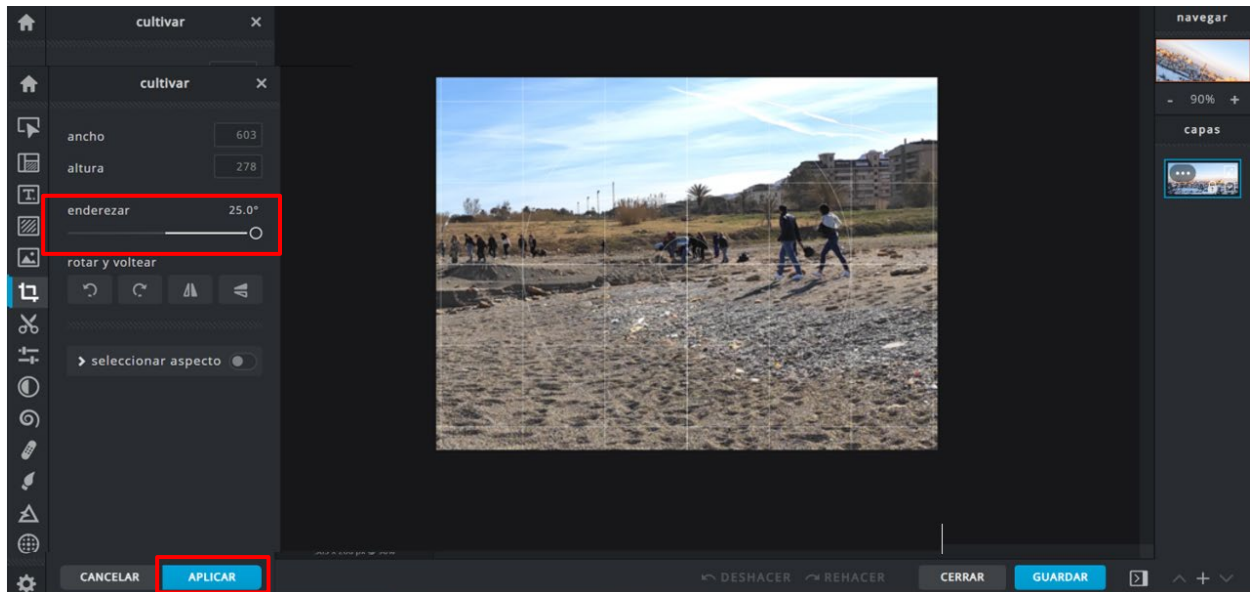 cultivar ×
cultivar ×
ancho 603
altura 278
enderezar 25.0°
rotar y voltear
seleccionar aspecto
CANCELAR APLICAR
DESHACER REHACER CERRAR GUARDAR
navegar
- 90% +
capas